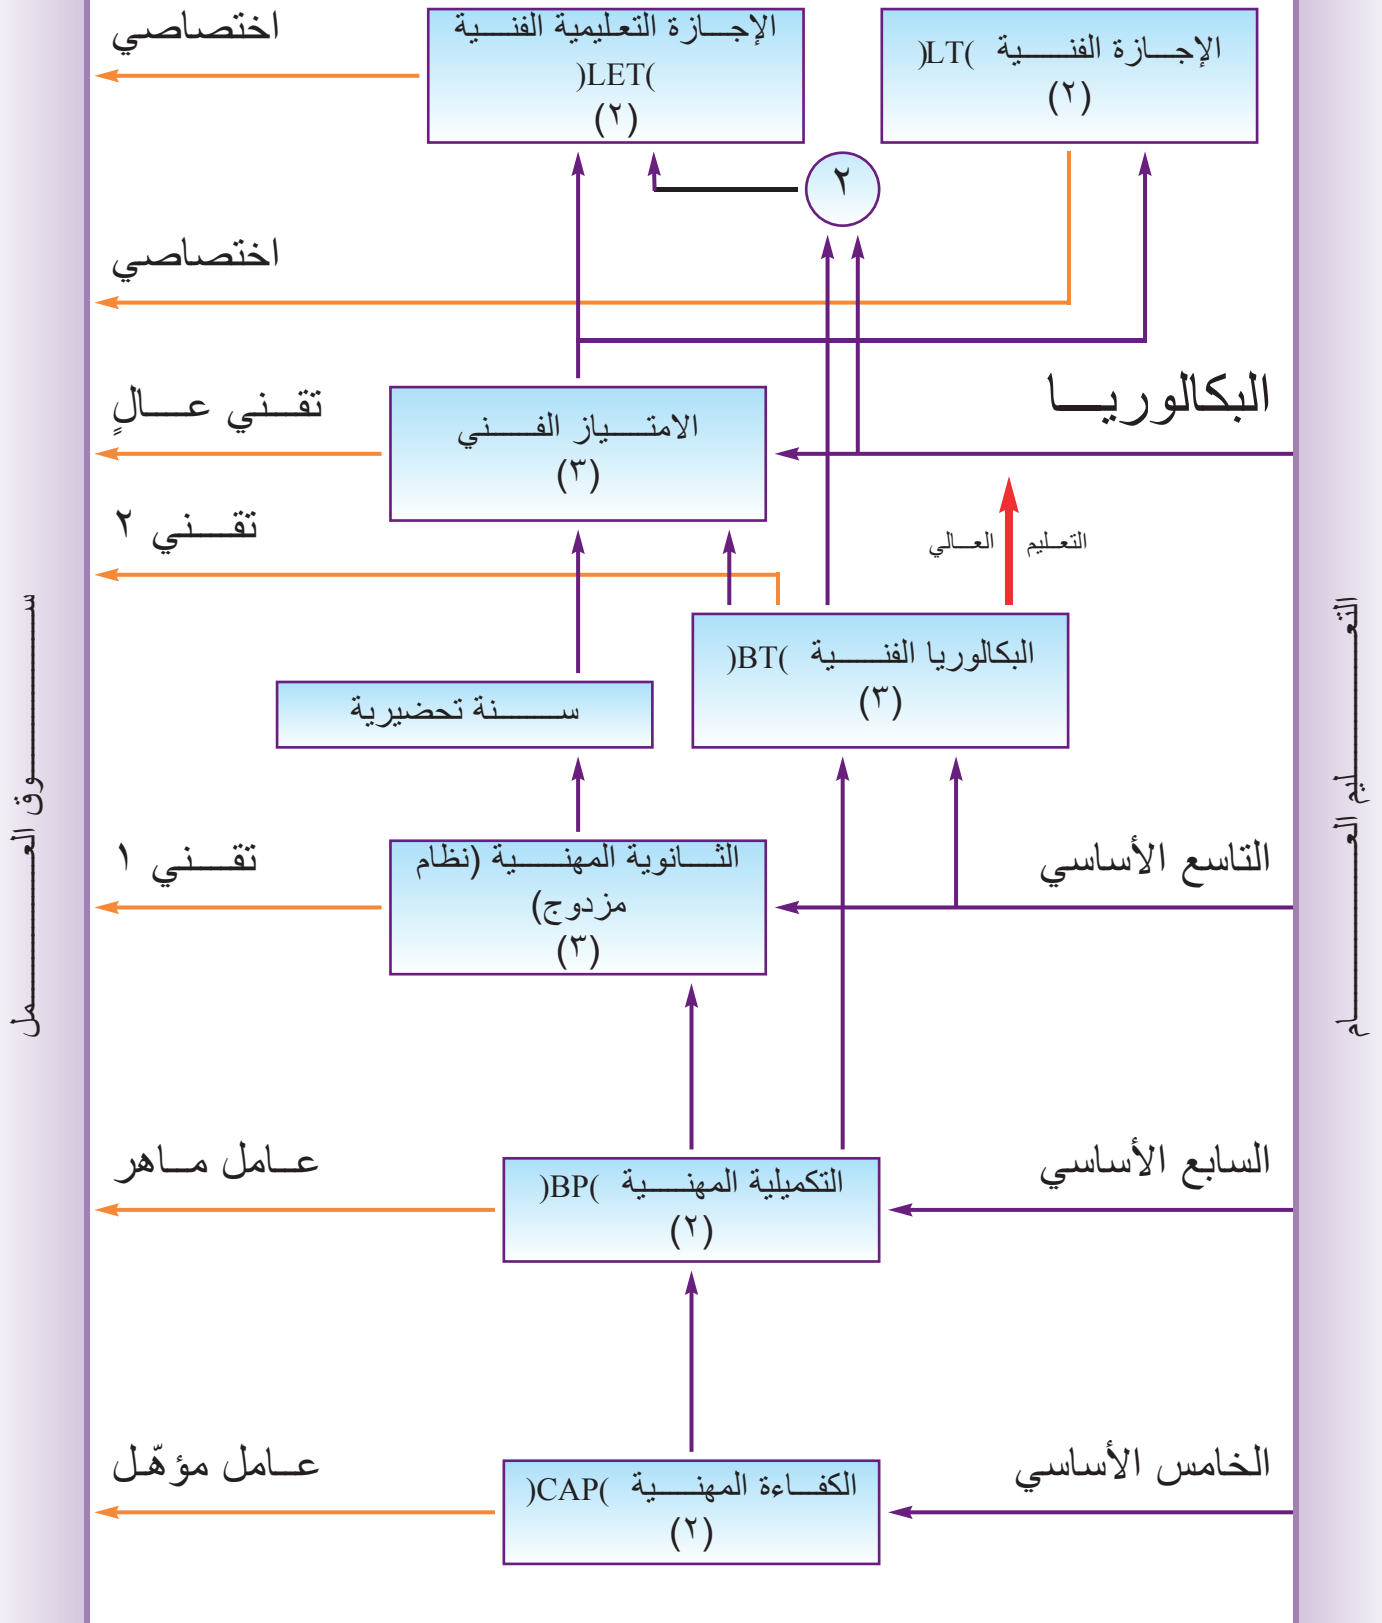 الإجازة الفنية (LT)
(٢)
الإجازة التعليمية الفنية
(LET)
(٢)
اختصاصي
٢
اختصاصي
البكالوريا
الامتياز الفني
(٣)
تقني عالٍ
تقني ٢
التعليم العالي
البكالوريا الفنية (BT)
(٣)
سنة تحضيرية
التاسع الأساسي
الثانوية المهنية (نظام
مزدوج)
(٣)
تقني ١
السابع الأساسي
التكميلية المهنية (BP)
(٢)
عامل ماهر
الخامس الأساسي
الكفاءة المهنية (CAP)
(٢)
عامل مؤهّل
التعليم العام
سوق العمل